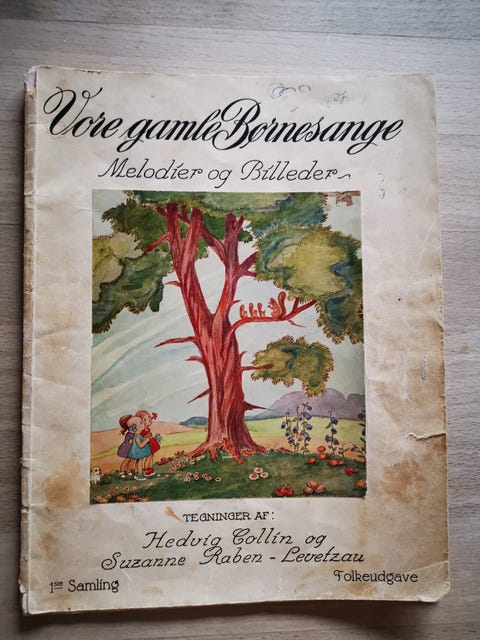 Vore gamle Børnesange
Melodier og Billeder
TEGNINGER AF:
Hedvig Collin og
Suzanne Raben - Levetzau
1ste Samling
Folkeudgave